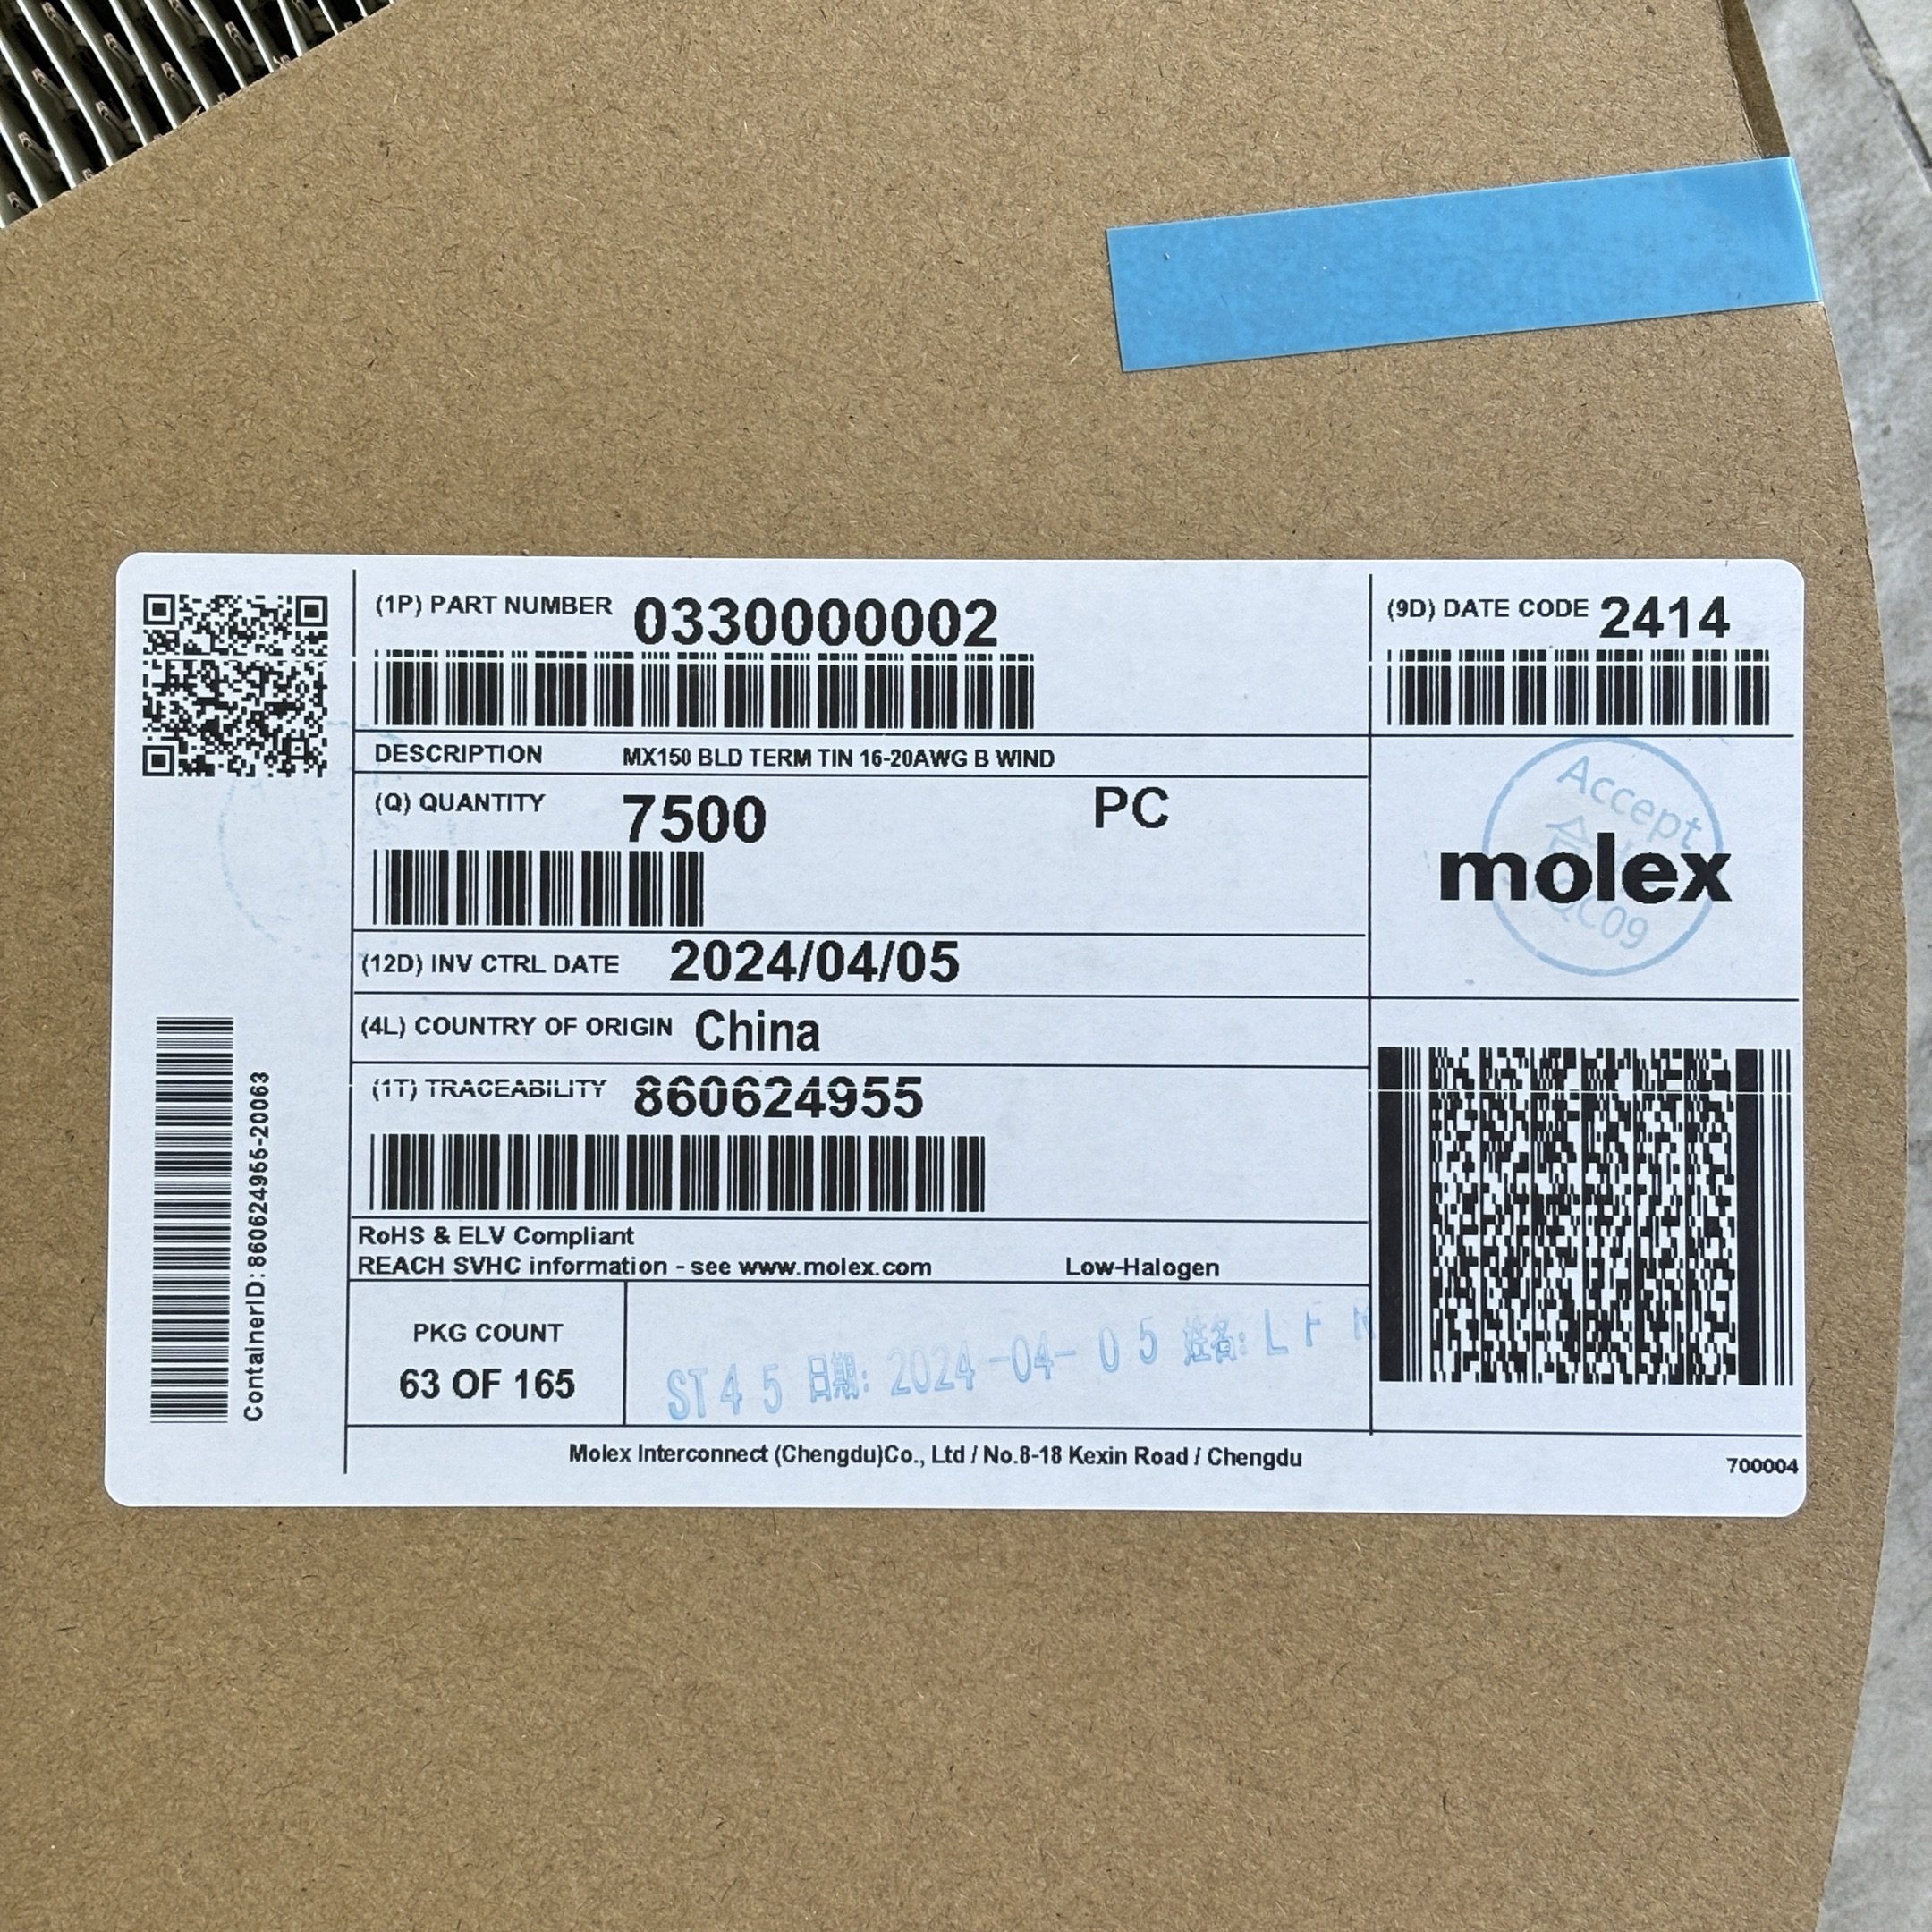 (1P) PART NUMBER 0330000002
(9D) DATE CODE 2414
DESCRIPTION MX150 BLD TERM TIN 16-20AWG B WIND
(Q) QUANTITY 7500 PC
Accept
molex
QC09
(12D) INV CTRL DATE 2024/04/05
(4L) COUNTRY OF ORIGIN China
(1T) TRACEABILITY 860624955
ContainerID: 860624955-20063
RoHS & ELV Compliant
REACH SVHC information - see www.molex.com Low-Halogen
PKG COUNT
63 OF 165
ST45 日期: 2024-04-05 姓名: LF
Molex Interconnect (Chengdu)Co., Ltd / No.8-18 Kexin Road / Chengdu
700004